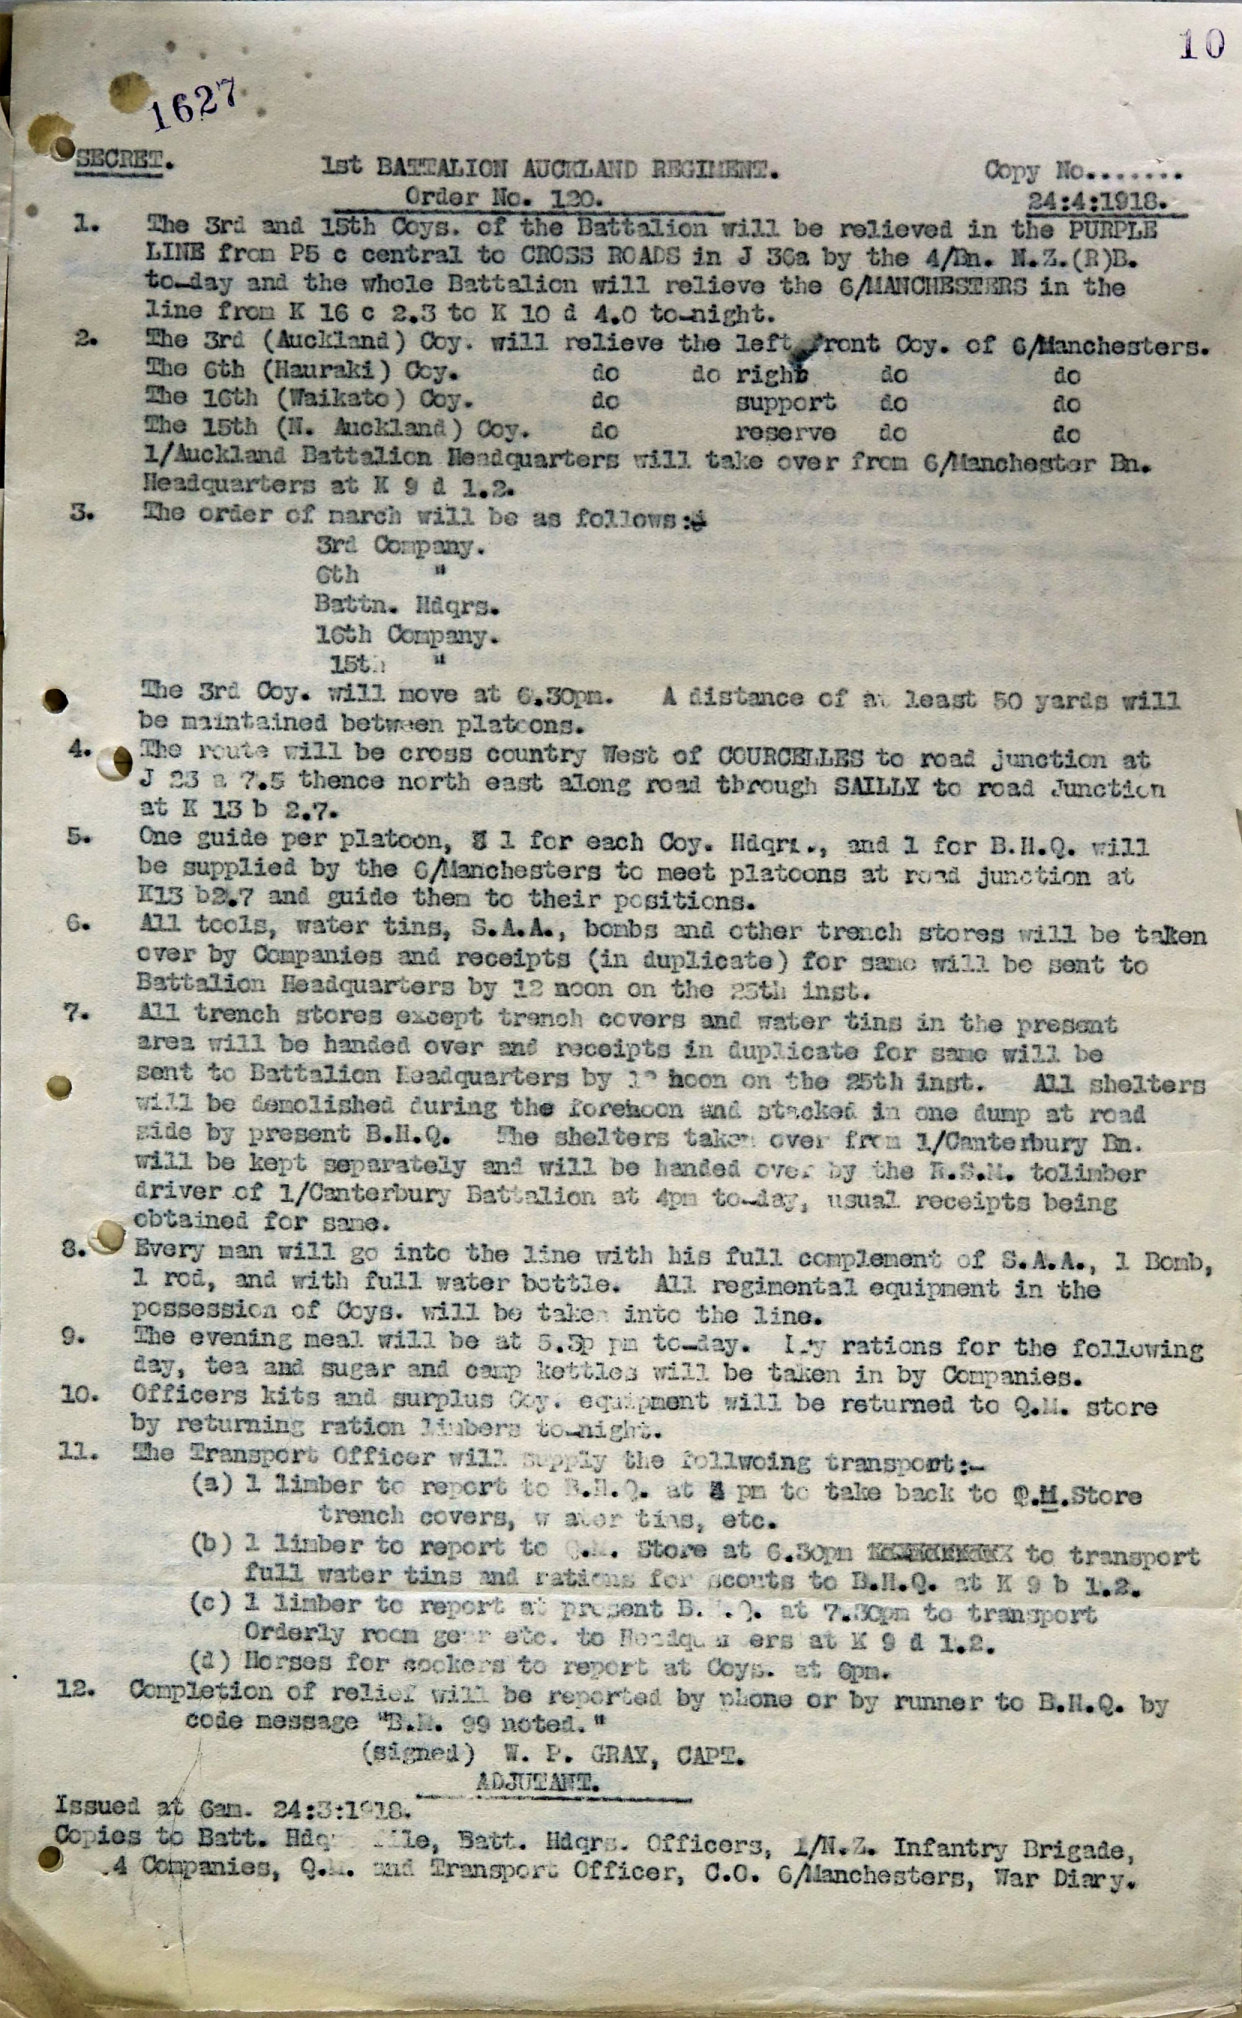 10
1627
SECRET. 1st BATTALION AUCKLAND REGIMENT. Copy No.......
Order No. 120. 24:4:1918.
1. The 3rd and 15th Coys. of the Battalion will be relieved in the PURPLE
LINE from P5 c central to CROSS ROADS in J 36a by the 4/Bn. N.Z.(R)B.
to-day and the whole Battalion will relieve the 6/MANCHESTERS in the
line from K 16 c 2.3 to K 10 d 4.0 to-night.
2. The 3rd (Auckland) Coy. will relieve the left front Coy. of 6/Manchesters.
The 6th (Hauraki) Coy. do do right do do
The 16th (Waikato) Coy. do support do do
The 15th (N. Auckland) Coy. do reserve do do
1/Auckland Battalion Headquarters will take over from 6/Manchester Bn.
Headquarters at K 9 d 1.2.
3. The order of march will be as follows:-
3rd Company.
6th "
Battn. Hdqrs.
16th Company.
15th "
The 3rd Coy. will move at 6.30pm. A distance of at least 50 yards will
be maintained between platoons.
4. The route will be cross country West of COURCELLES to road junction at
J 23 a 7.5 thence north east along road through SAILLY to road Junction
at K 13 b 2.7.
5. One guide per platoon, 1 for each Coy. Hdqrs., and 1 for B.H.Q. will
be supplied by the 6/Manchesters to meet platoons at road junction at
K13 b2.7 and guide them to their positions.
6. All tools, water tins, S.A.A., bombs and other trench stores will be taken
over by Companies and receipts (in duplicate) for same will be sent to
Battalion Headquarters by 12 noon on the 25th inst.
7. All trench stores except trench covers and water tins in the present
area will be handed over and receipts in duplicate for same will be
sent to Battalion Headquarters by 12 noon on the 25th inst. All shelters
will be demolished during the forenoon and stacked in one dump at road
side by present B.H.Q. The shelters taken over from 1/Canterbury Bn.
will be kept separately and will be handed over by the R.S.M. tolimber
driver of 1/Canterbury Battalion at 4pm to-day, usual receipts being
obtained for same.
8. Every man will go into the line with his full complement of S.A.A., 1 Bomb,
1 rod, and with full water bottle. All regimental equipment in the
possession of Coys. will be taken into the line.
9. The evening meal will be at 5.3p pm to-day. Dry rations for the following
day, tea and sugar and camp kettles will be taken in by Companies.
10. Officers kits and surplus Coy. equipment will be returned to Q.M. store
by returning ration limbers to-night.
11. The Transport Officer will supply the follwoing transport:-
(a) 1 limber to report to B.H.Q. at 4 pm to take back to Q.M.Store
trench covers, w ater tins, etc.
(b) 1 limber to report to Q.M. Store at 6.30pm to transport
full water tins and rations for scouts to B.H.Q. at K 9 b 1.2.
(c) 1 limber to report at present B.H.Q. at 7.30pm to transport
Orderly room gear etc. to Headquarters at K 9 d 1.2.
(d) Horses for cookers to report at Coys. at 6pm.
12. Completion of relief will be reported by phone or by runner to B.H.Q. by
code message "B.M. 99 noted."
(signed) W. P. GRAY, CAPT.
ADJUTANT.
Issued at 6am. 24:3:1918.
Copies to Batt. Hdqrs file, Batt. Hdqrs. Officers, 1/N.Z. Infantry Brigade,
4 Companies, Q.M. and Transport Officer, C.O. 6/Manchesters, War Diary.